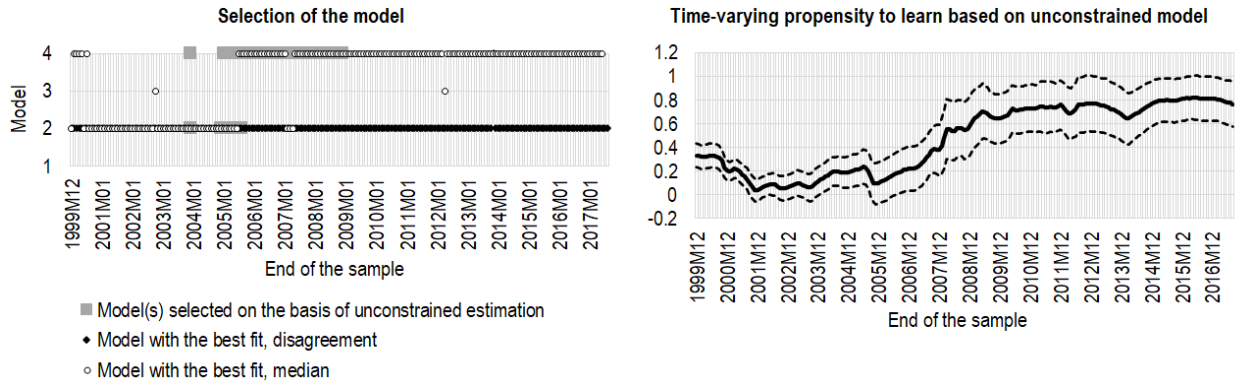 Selection of the model
4
3
2
1
Model
1999M12
2001M01
2002M01
2003M01
2004M01
2005M01
2006M01
2007M01
2008M01
2009M01
2010M01
2011M01
2012M01
2013M01
2014M01
2015M01
2016M01
2017M01
End of the sample
Model(s) selected on the basis of unconstrained estimation
Model with the best fit, disagreement
Model with the best fit, median
Time-varying propensity to learn based on unconstrained model
1.2
1
0.8
0.6
0.4
0.2
0
-0.2
1999M12
2000M12
2001M12
2002M12
2003M12
2004M12
2005M12
2006M12
2007M12
2008M12
2009M12
2010M12
2011M12
2012M12
2013M12
2014M12
2015M12
2016M12
End of the sample